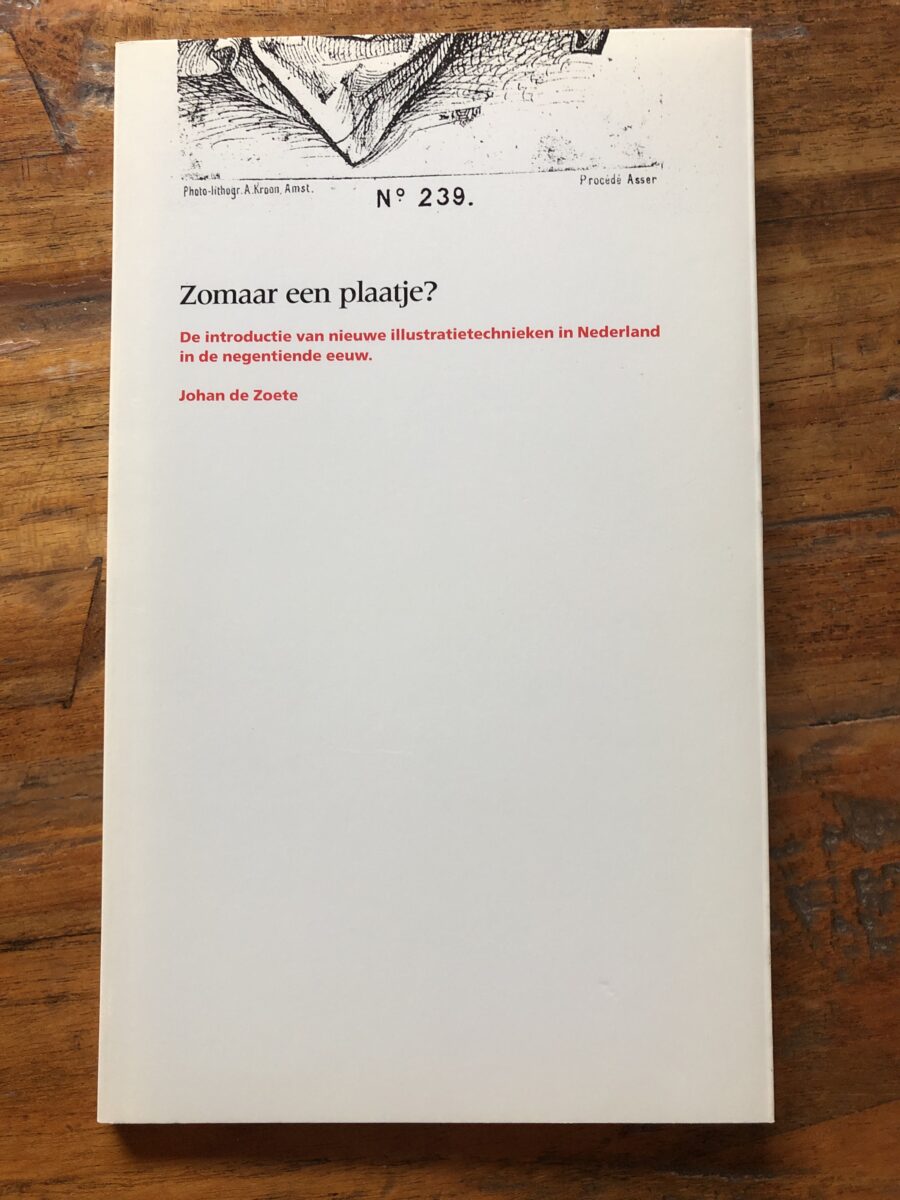 Photo-lithogr. A. Kroon, Amst.
Procédé Asser
Nº 239.
Zomaar een plaatje?
De introductie van nieuwe illustratietechnieken in Nederland
in de negentiende eeuw.
Johan de Zoete